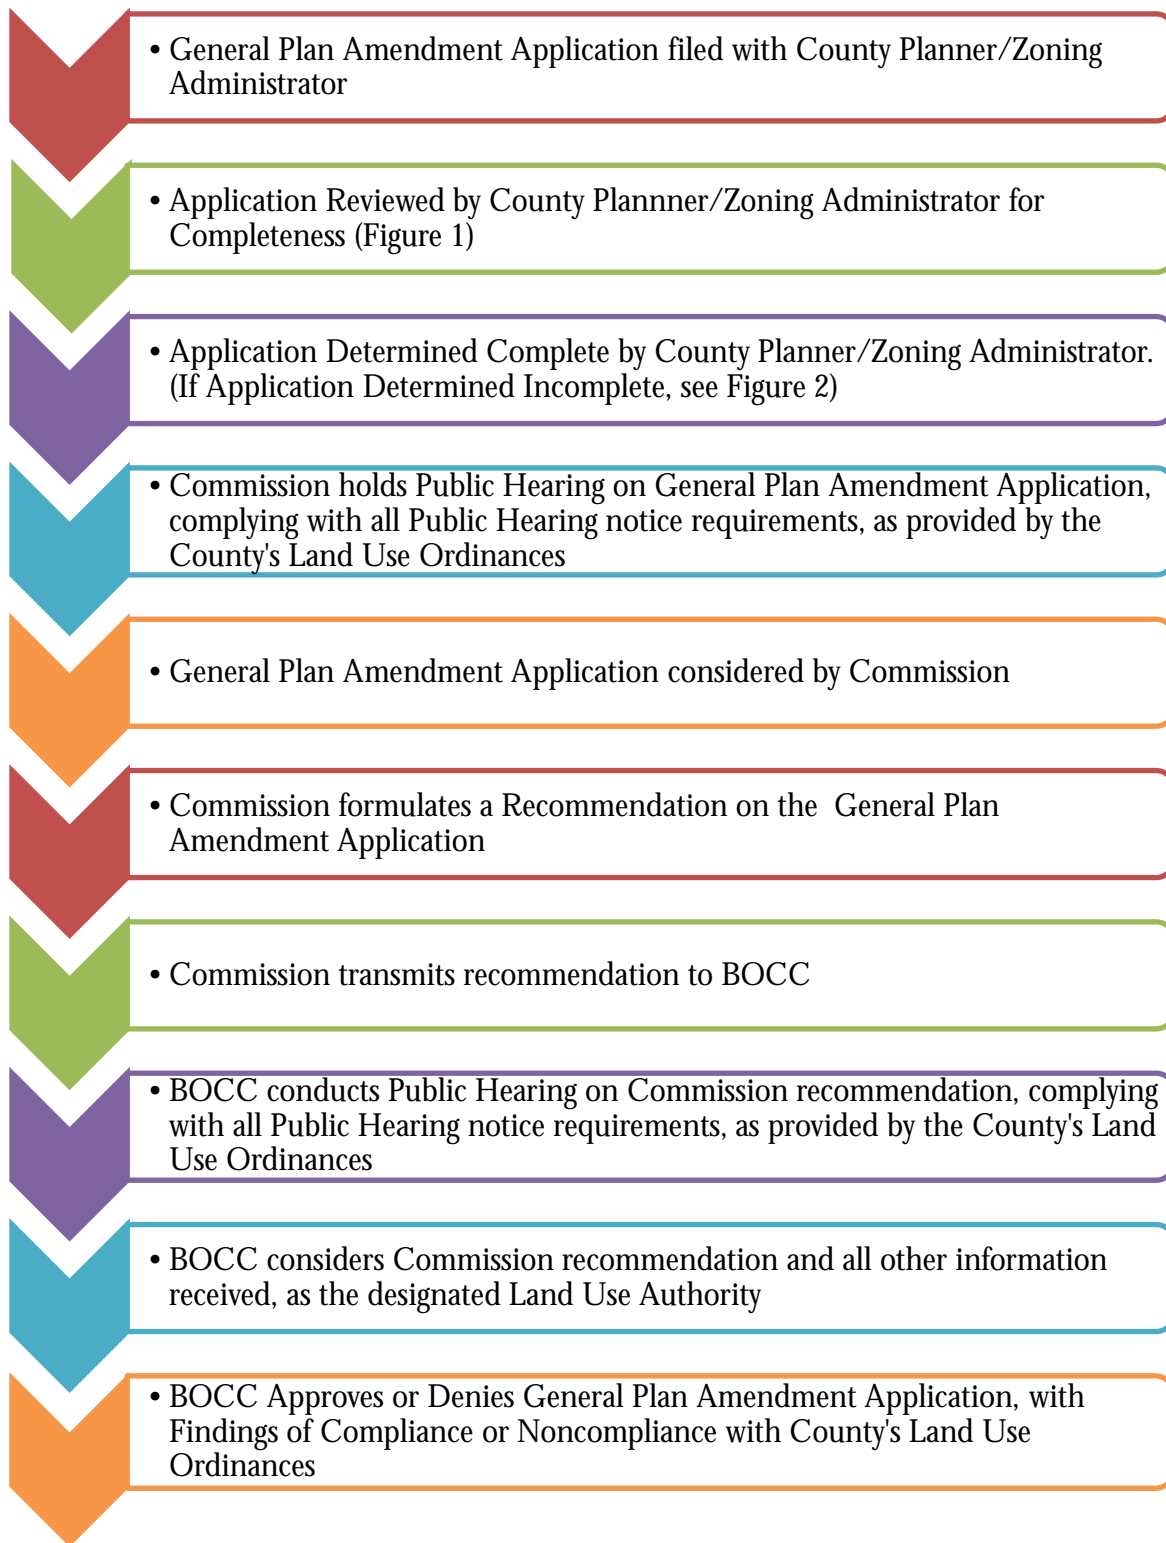 • General Plan Amendment Application filed with County Planner/Zoning
Administrator
• Application Reviewed by County Plannner/Zoning Administrator for
Completeness (Figure 1)
• Application Determined Complete by County Planner/Zoning Administrator.
(If Application Determined Incomplete, see Figure 2)
• Commission holds Public Hearing on General Plan Amendment Application,
complying with all Public Hearing notice requirements, as provided by the
County's Land Use Ordinances
• General Plan Amendment Application considered by Commission
• Commission formulates a Recommendation on the  General Plan
Amendment Application
• Commission transmits recommendation to BOCC
• BOCC conducts Public Hearing on Commission recommendation, complying
with all Public Hearing notice requirements, as provided by the County's Land
Use Ordinances
• BOCC considers Commission recommendation and all other information
received, as the designated Land Use Authority
• BOCC Approves or Denies General Plan Amendment Application, with
Findings of Compliance or Noncompliance with County's Land Use
Ordinances